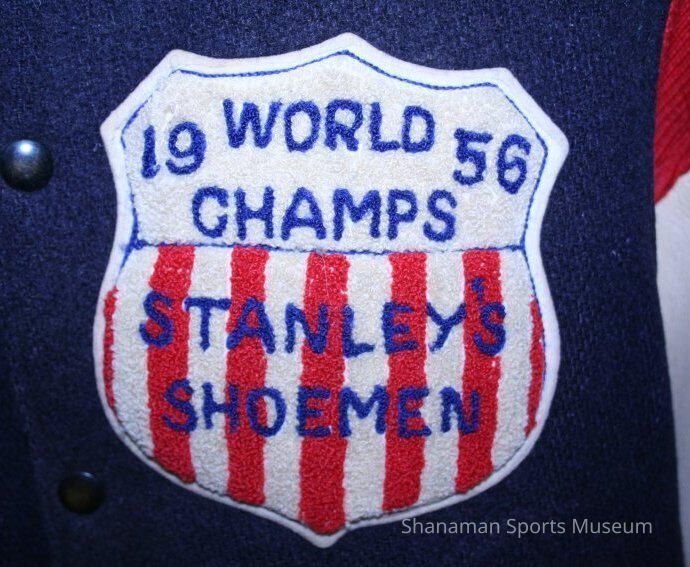 19 WORLD 56
CHAMPS
STANLEY'S
SHOEMEN
Shanaman Sports Museum